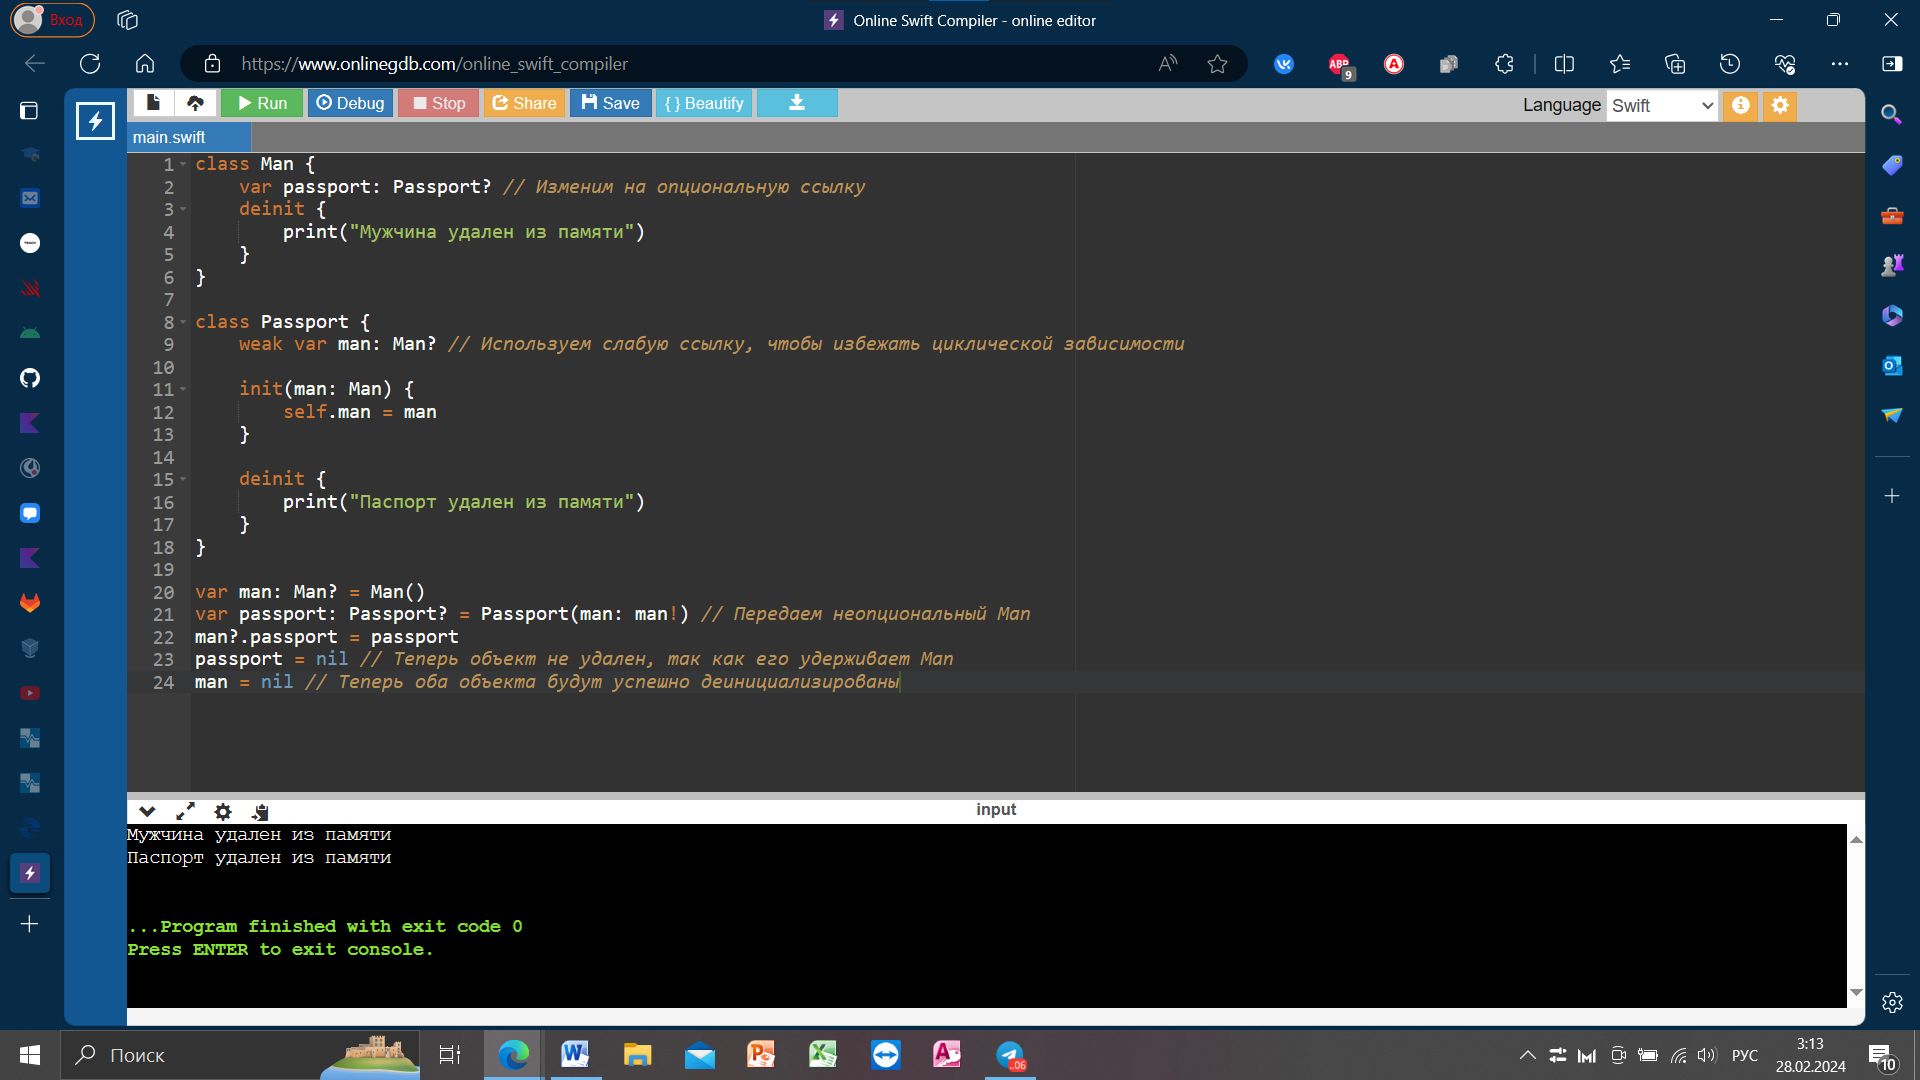 Вход
Online Swift Compiler - online editor
https://www.onlinegdb.com/online_swift_compiler
ABP
9
Run
Debug
Stop
Share
Save
{ } Beautify
Language Swift
main.swift
1 class Man {
2     var passport: Passport? // Изменим на опциональную ссылку
3     deinit {
4         print("Мужчина удален из памяти")
5     }
6 }
7
8 class Passport {
9     weak var man: Man? // Используем слабую ссылку, чтобы избежать циклической зависимости
10
11     init(man: Man) {
12         self.man = man
13     }
14
15     deinit {
16         print("Паспорт удален из памяти")
17     }
18 }
19
20 var man: Man? = Man()
21 var passport: Passport? = Passport(man: man!) // Передаем неопциональный Man
22 man?.passport = passport
23 passport = nil // Теперь объект не удален, так как его удерживает Man
24 man = nil // Теперь оба объекта будут успешно деинициализированы
input
Мужчина удален из памяти
Паспорт удален из памяти
...Program finished with exit code 0
Press ENTER to exit console.
Поиск
..06
РУС
3:13
28.02.2024
10